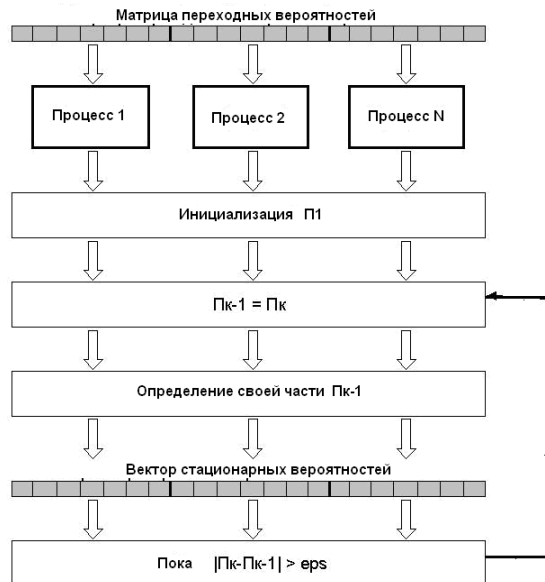 Матрица переходных вероятностей
Процесс 1 Процесс 2 Процесс N
Инициализация П1
Пк-1 = Пк
Определение своей части Пк-1
Вектор стационарных вероятностей
Пока |Пк-Пк-1| > eps